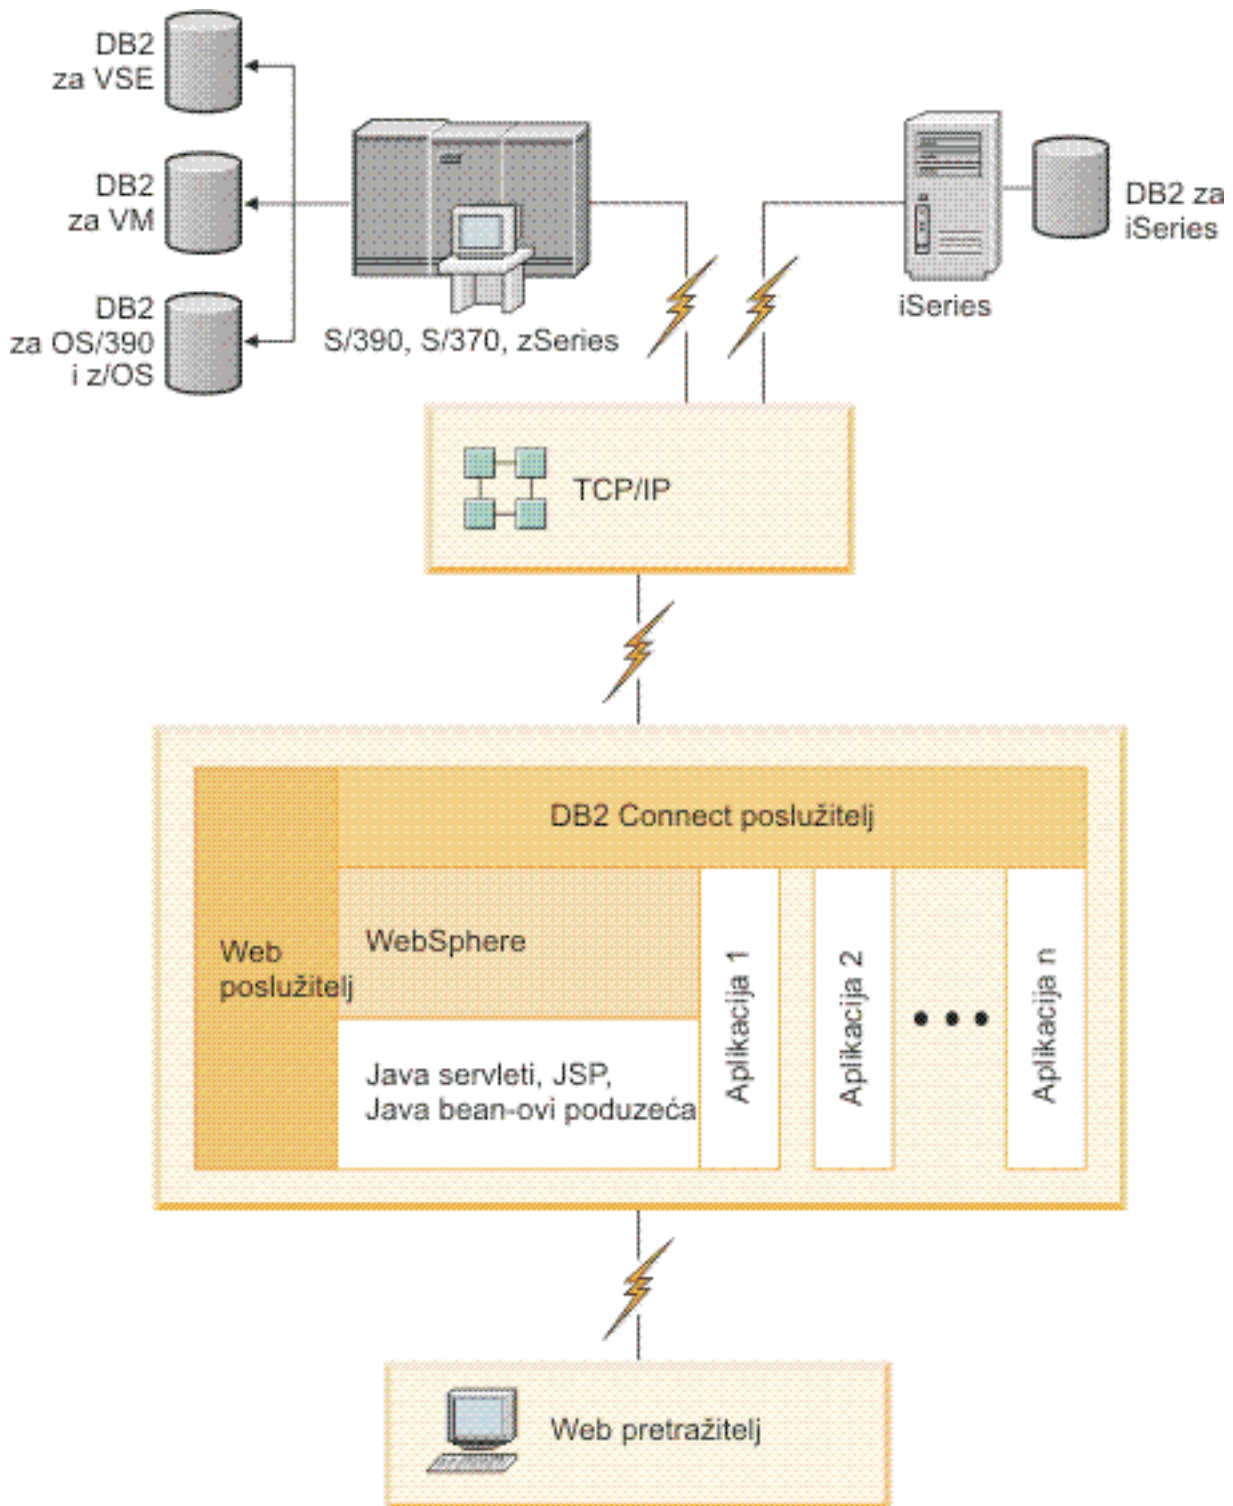 DB2
za VSE
DB2
za VM
DB2
za OS/390
i z/OS
S/390, S/370, zSeries
iSeries
DB2 za
iSeries
TCP/IP
DB2 Connect poslužitelj
Web
poslužitelj
WebSphere
Java servleti, JSP,
Java bean-ovi poduzeća
Aplikacija 1
Aplikacija 2
Aplikacija n
Web pretražitelj